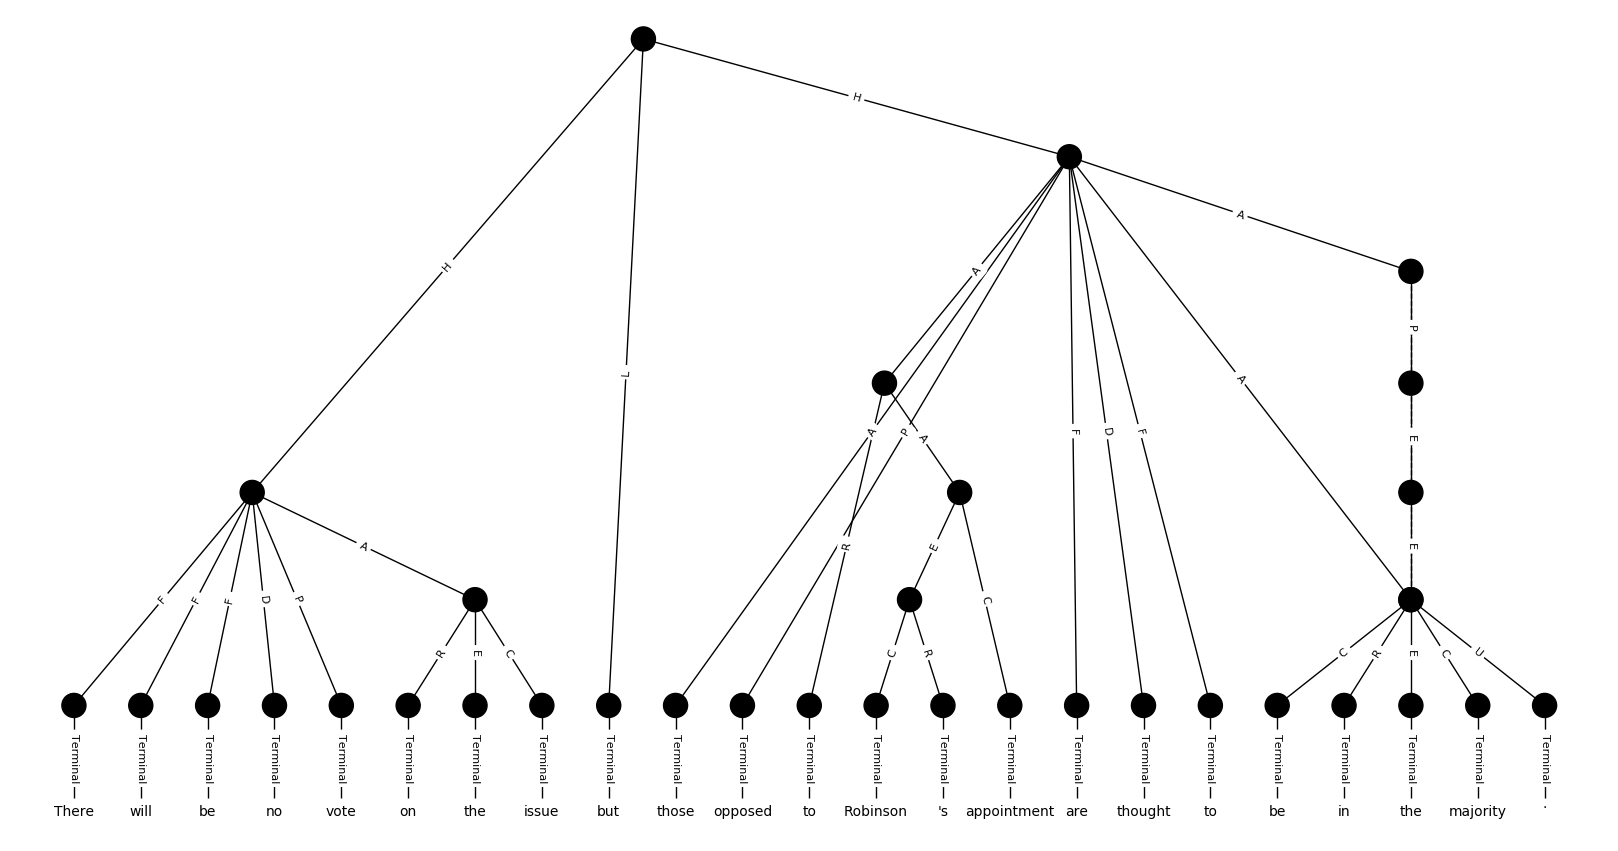 H
H
A
A
H
P
L
A
A
P
A
F
D
F
E
A
R
E
E
F
F
F
D
P
E
C
R
E
C
C
R
C
R
E
C
U
Terminal Terminal Terminal Terminal Terminal Terminal Terminal Terminal Terminal Terminal Terminal Terminal Terminal Terminal Terminal Terminal Terminal Terminal Terminal Terminal Terminal Terminal Terminal
There will be no vote on the issue but those opposed to Robinson 's appointment are thought to be in the majority .